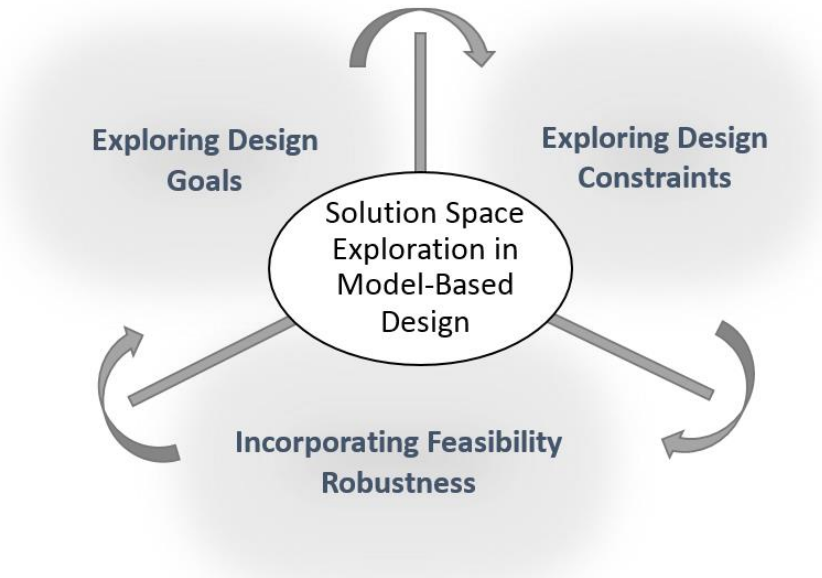 Exploring Design
Goals
Exploring Design
Constraints
Solution Space
Exploration in
Model-Based
Design
Incorporating Feasibility
Robustness